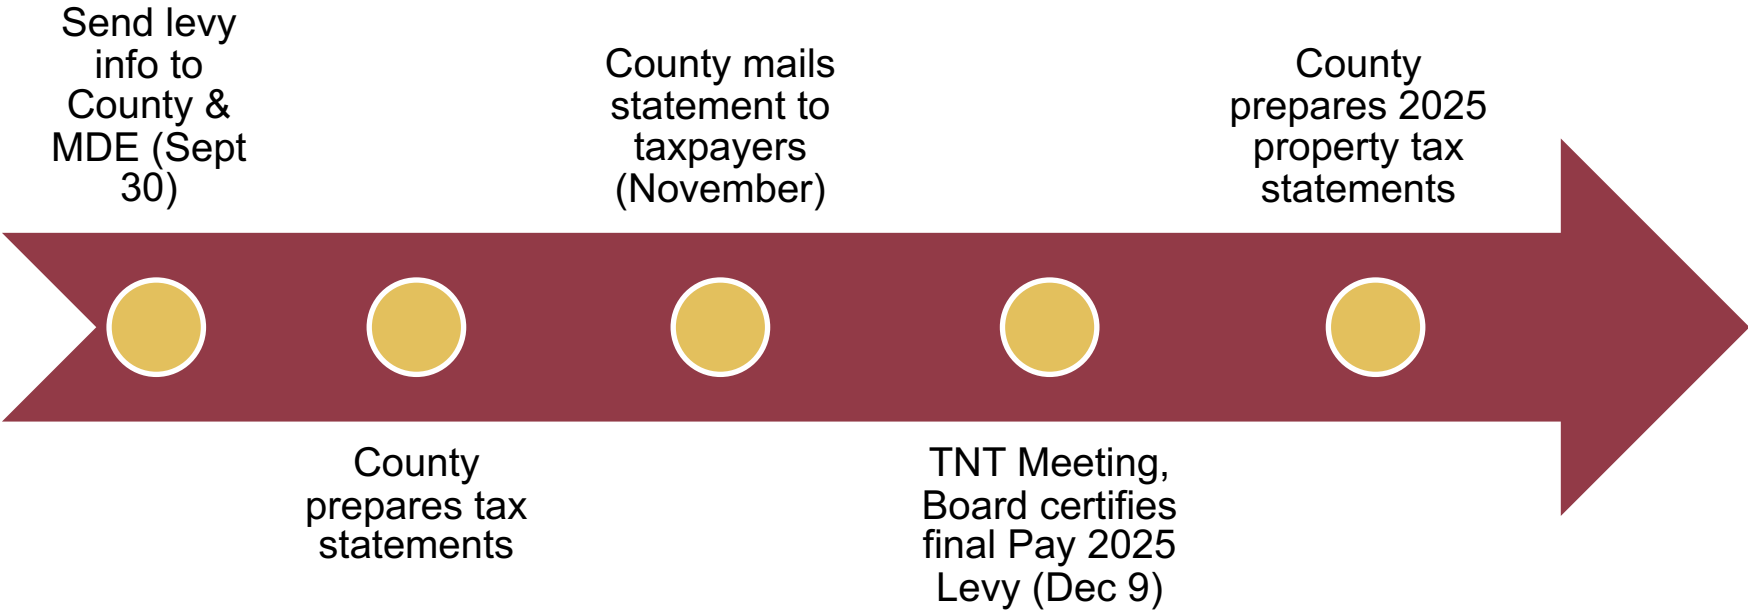 Send levy
info to
County &
MDE (Sept
30)
County
prepares tax
statements
County mails
statement to
taxpayers
(November)
TNT Meeting,
Board certifies
final Pay 2025
Levy (Dec 9)
County
prepares 2025
property tax
statements